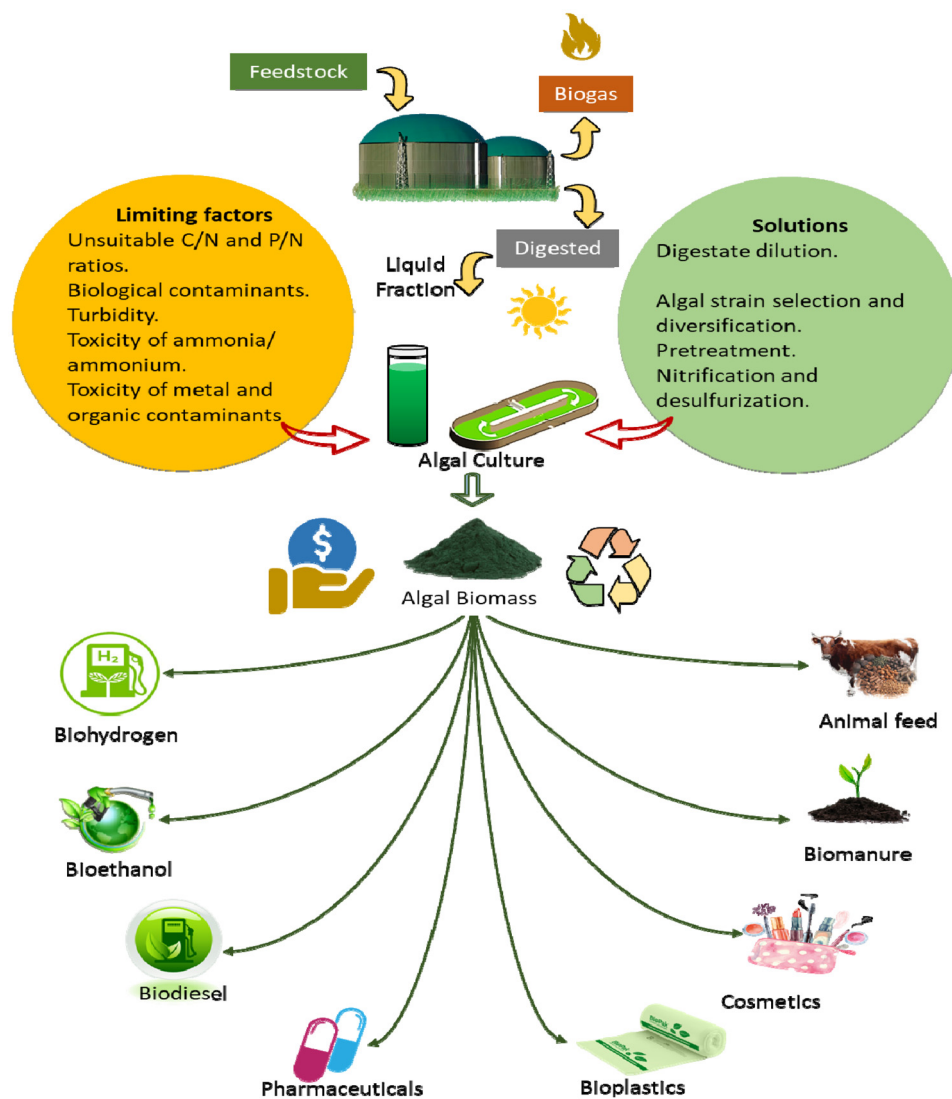 Feedstock
Biogas
Limiting factors
Unsuitable C/N and P/N
ratios.
Biological contaminants.
Turbidity.
Toxicity of ammonia/
ammonium.
Toxicity of metal and
organic contaminants
Digested
Liquid
Fraction
Solutions
Digestate dilution.
Algal strain selection and
diversification.
Pretreatment.
Nitrification and
desulfurization.
Algal Culture
$
Algal Biomass
H2
Biohydrogen
Animal feed
Bioethanol
Biomanure
Biodiesel
Cosmetics
Pharmaceuticals
Bioplastics